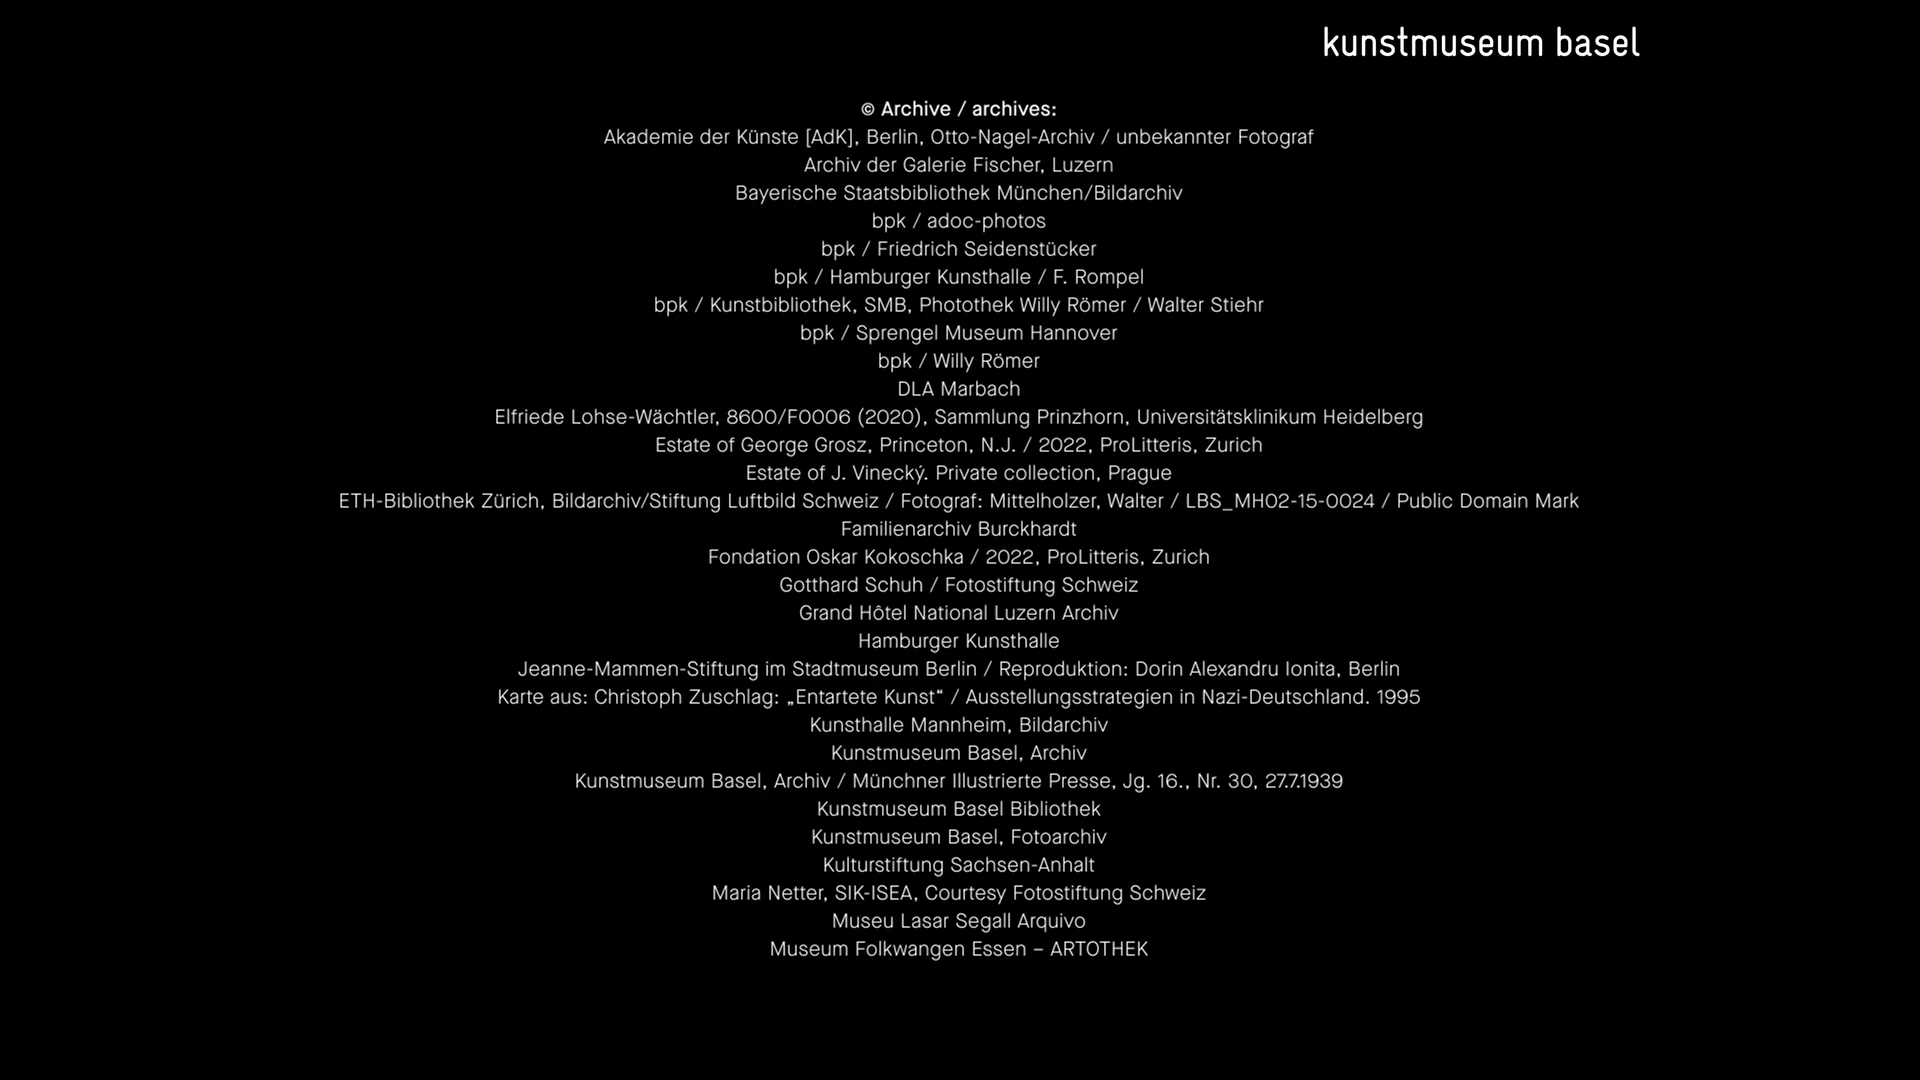 kunstmuseum basel
© Archive / archives:
Akademie der Künste [AdK], Berlin, Otto-Nagel-Archiv / unbekannter Fotograf
Archiv der Galerie Fischer, Luzern
Bayerische Staatsbibliothek München/Bildarchiv
bpk / adoc-photos
bpk / Friedrich Seidenstücker
bpk / Hamburger Kunsthalle / F. Rompel
bpk / Kunstbibliothek, SMB, Photothek Willy Römer / Walter Stiehr
bpk / Sprengel Museum Hannover
bpk / Willy Römer
DLA Marbach
Elfriede Lohse-Wächtler, 8600/F0006 (2020), Sammlung Prinzhorn, Universitätsklinikum Heidelberg
Estate of George Grosz, Princeton, N.J. / 2022, ProLitteris, Zurich
Estate of J. Vinecký. Private collection, Prague
ETH-Bibliothek Zürich, Bildarchiv/Stiftung Luftbild Schweiz / Fotograf: Mittelholzer, Walter / LBS_MH02-15-0024 / Public Domain Mark
Familienarchiv Burckhardt
Fondation Oskar Kokoschka / 2022, ProLitteris, Zurich
Gotthard Schuh / Fotostiftung Schweiz
Grand Hôtel National Luzern Archiv
Hamburger Kunsthalle
Jeanne-Mammen-Stiftung im Stadtmuseum Berlin / Reproduktion: Dorin Alexandru Ionita, Berlin
Karte aus: Christoph Zuschlag: „Entartete Kunst“ / Ausstellungsstrategien in Nazi-Deutschland. 1995
Kunsthalle Mannheim, Bildarchiv
Kunstmuseum Basel, Archiv
Kunstmuseum Basel, Archiv / Münchner Illustrierte Presse, Jg. 16., Nr. 30, 27.7.1939
Kunstmuseum Basel Bibliothek
Kunstmuseum Basel, Fotoarchiv
Kulturstiftung Sachsen-Anhalt
Maria Netter, SIK-ISEA, Courtesy Fotostiftung Schweiz
Museu Lasar Segall Arquivo
Museum Folkwangen Essen – ARTOTHEK